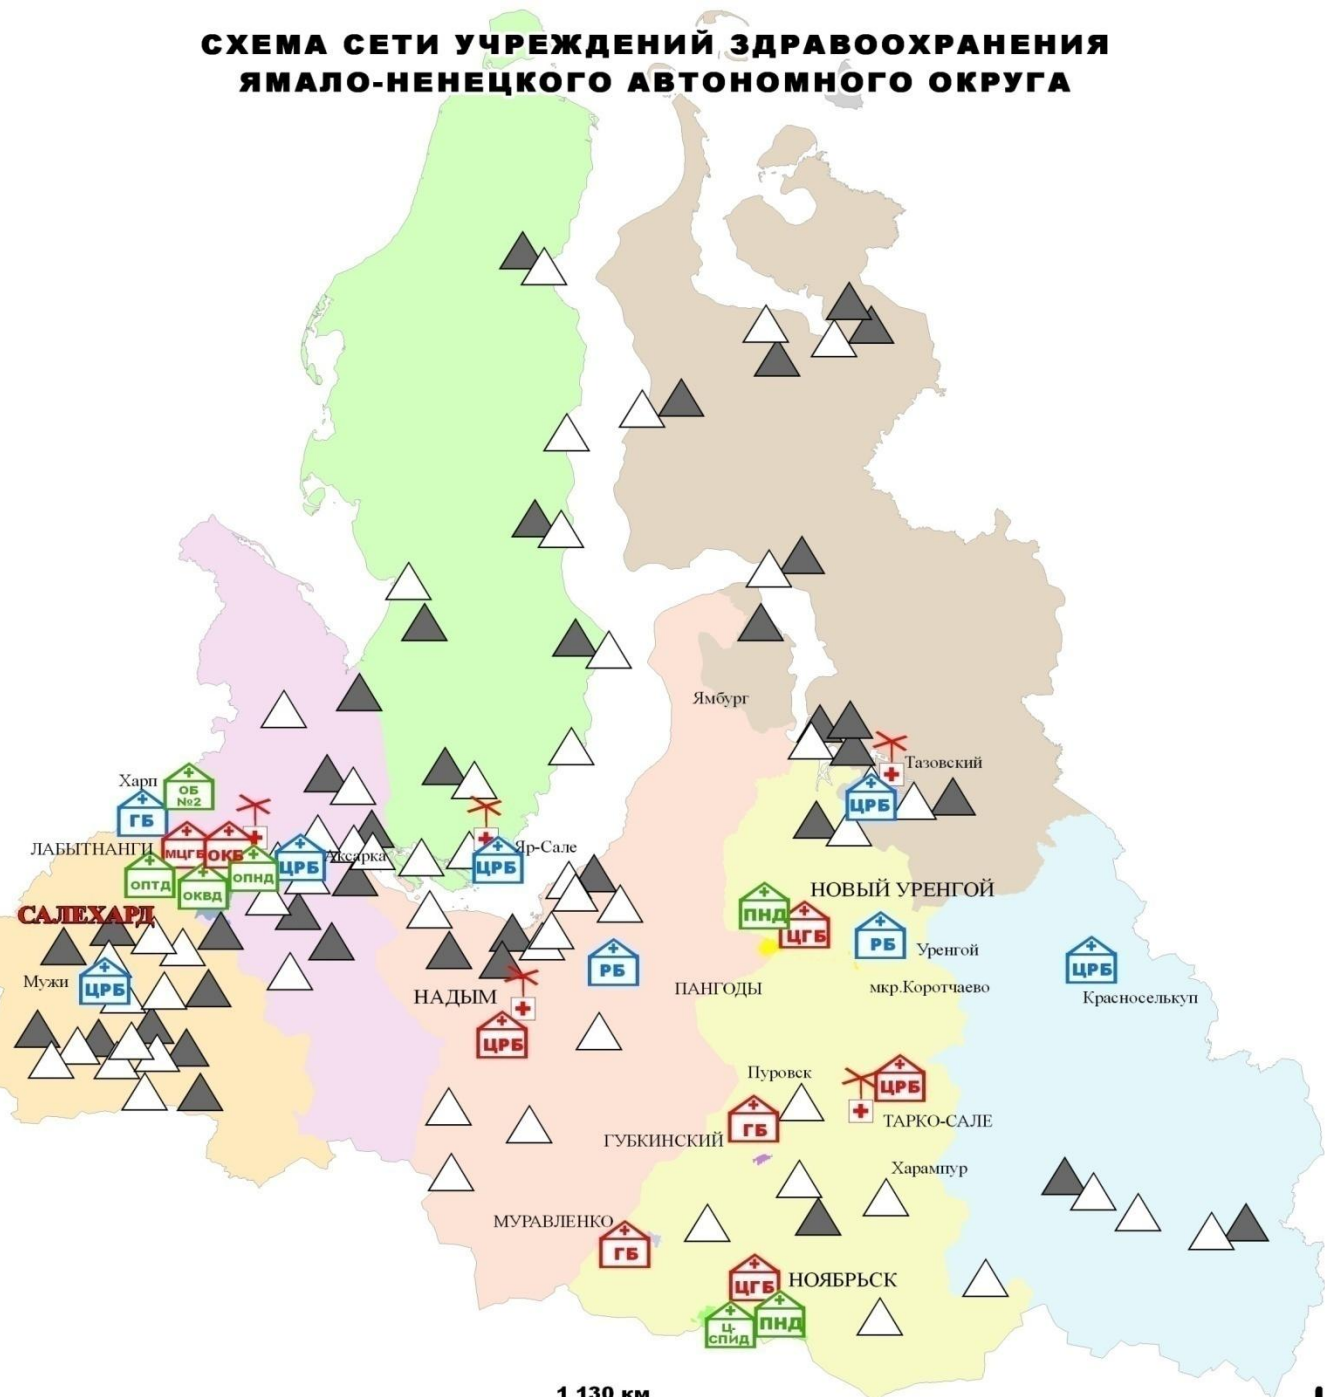 СХЕМА СЕТИ УЧРЕЖДЕНИЙ ЗДРАВООХРАНЕНИЯ
ЯМАЛО-НЕНЕЦКОГО АВТОНОМНОГО ОКРУГА
Ямбург
Тазовский
ЦРБ
Харп
ОБ
№2
ГБ
ЛАБЫТНАНГИ
МЦГБ
ОКБ
ОПТД
ОКВД
ОПНД
ЦРБ
Аксарка
ЦРБ
Яр-Сале
САЛЕХАРД
НОВЫЙ УРЕНГОЙ
ПНД
ЦГБ
РБ
Уренгой
мкр.Коротчаево
Мужи
ЦРБ
НАДЫМ
ЦРБ
РБ
ПАНГОДЫ
ЦРБ
Красноселькуп
Пуровск
ЦРБ
ТАРКО-САЛЕ
ГУБКИНСКИЙ
ГБ
Харампур
МУРАВЛЕНКО
ГБ
ЦГБ
НОЯБРЬСК
Ц-
СПИД
ПНД
1 130 км